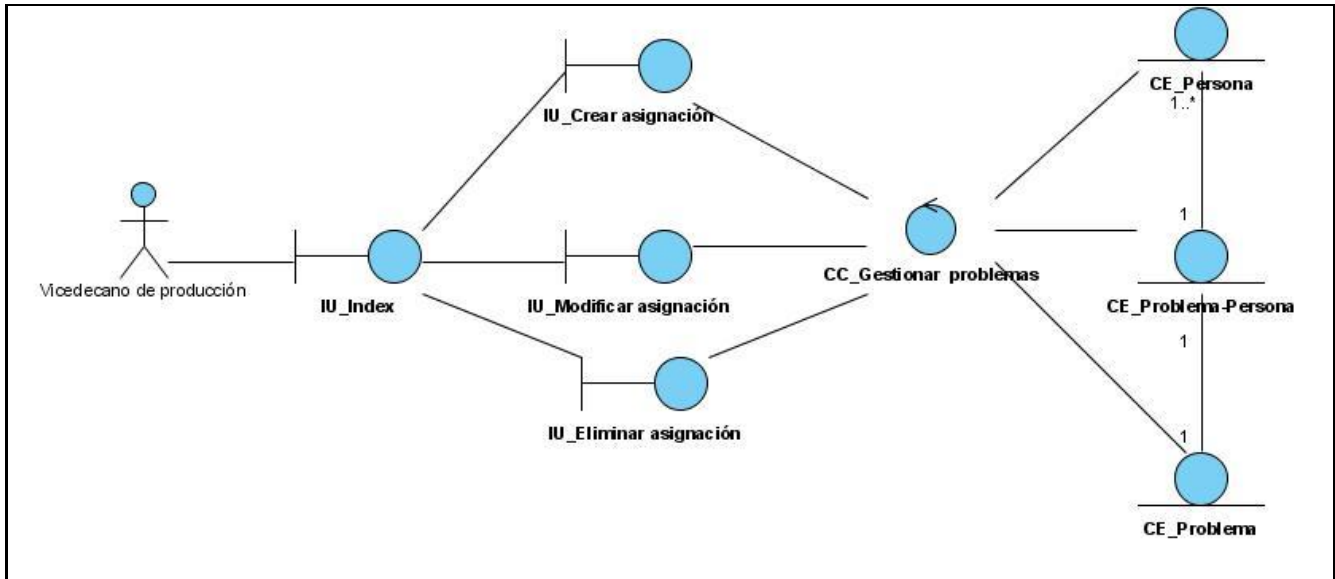 CE_Persona
1..*
IU_Crear asignación
1
Vicedecano de producción
IU_Index
IU_Modificar asignación
CC_Gestionar problemas
CE_Problema-Persona
1
IU_Eliminar asignación
1
CE_Problema